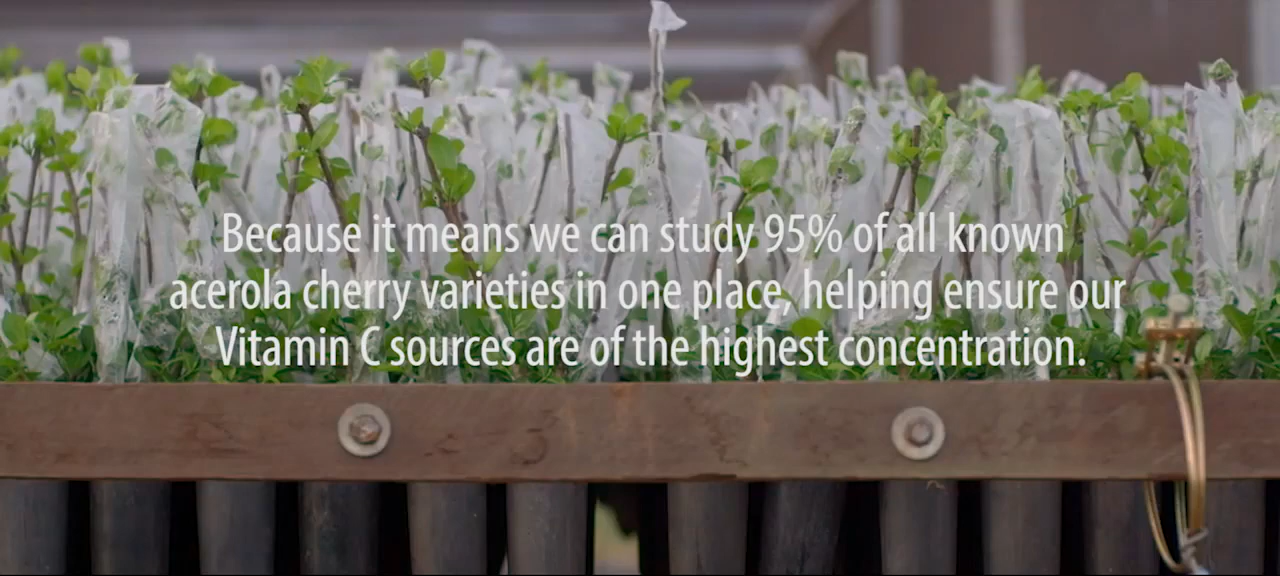 Because it means we can study 95% of all known
acerola cherry varieties in one place, helping ensure our
Vitamin C sources are of the highest concentration.